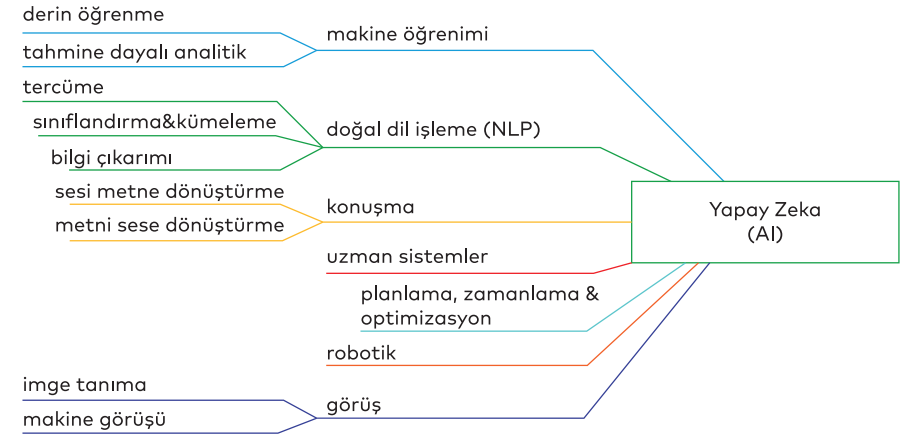 derin öğrenme
tahmine dayalı analitik
makine öğrenimi
tercüme
sınıflandırma&kümeleme
bilgi çıkarımı
doğal dil işleme (NLP)
sesi metne dönüştürme
metni sese dönüştürme
konuşma
uzman sistemler
planlama, zamanlama &
optimizasyon
robotik
imge tanıma
makine görüşü
görüş
Yapay Zeka
(AI)